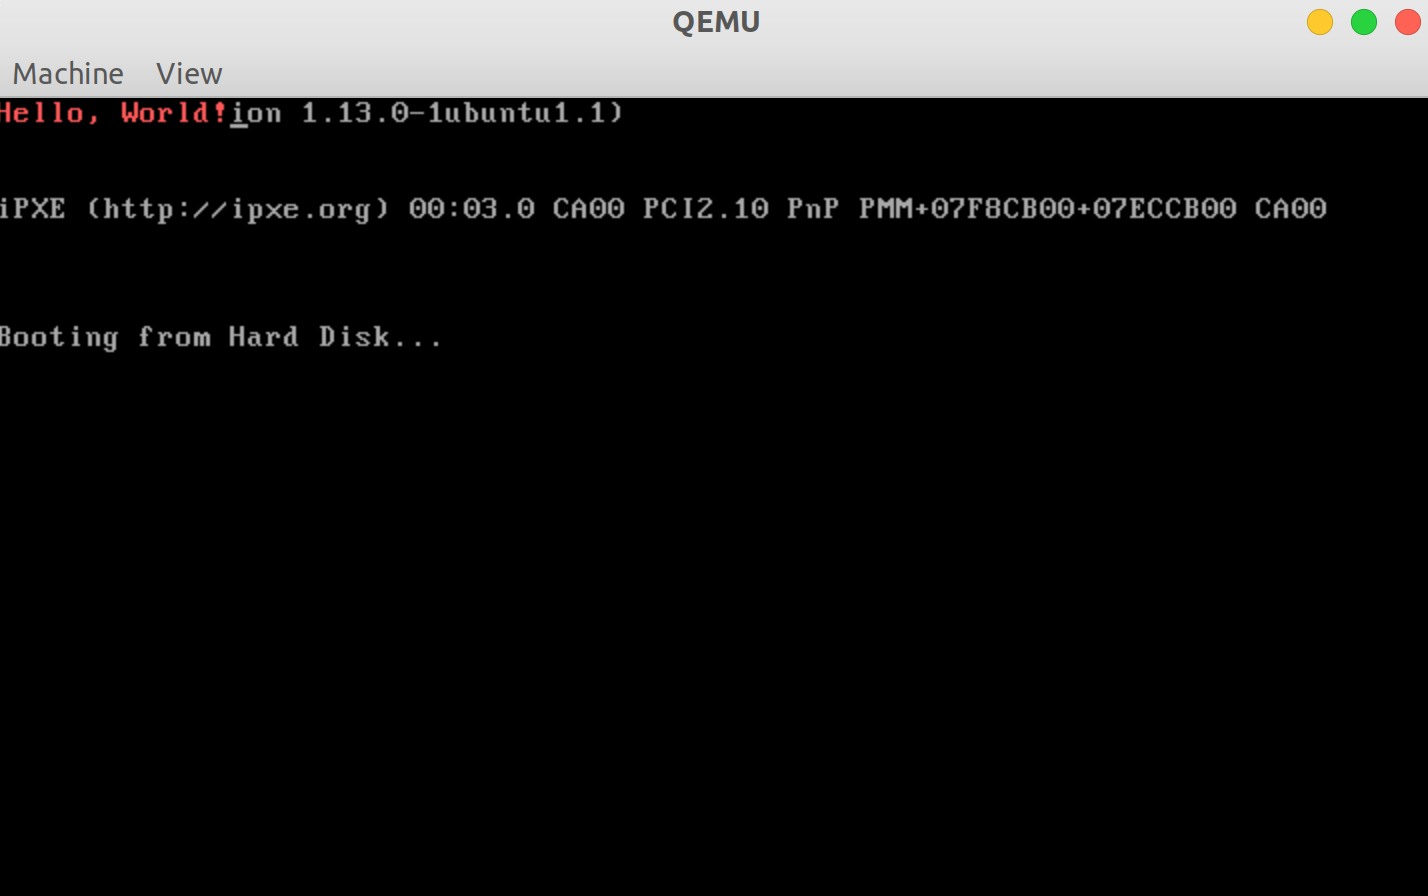 QEMU
Machine View
Hello, World!ion 1.13.0-1ubuntu1.1)
iPXE (http://ipxe.org) 00:03.0 CA00 PCI2.10 PnP PMM+07F8CB00+07ECCB00 CA00
Booting from Hard Disk...